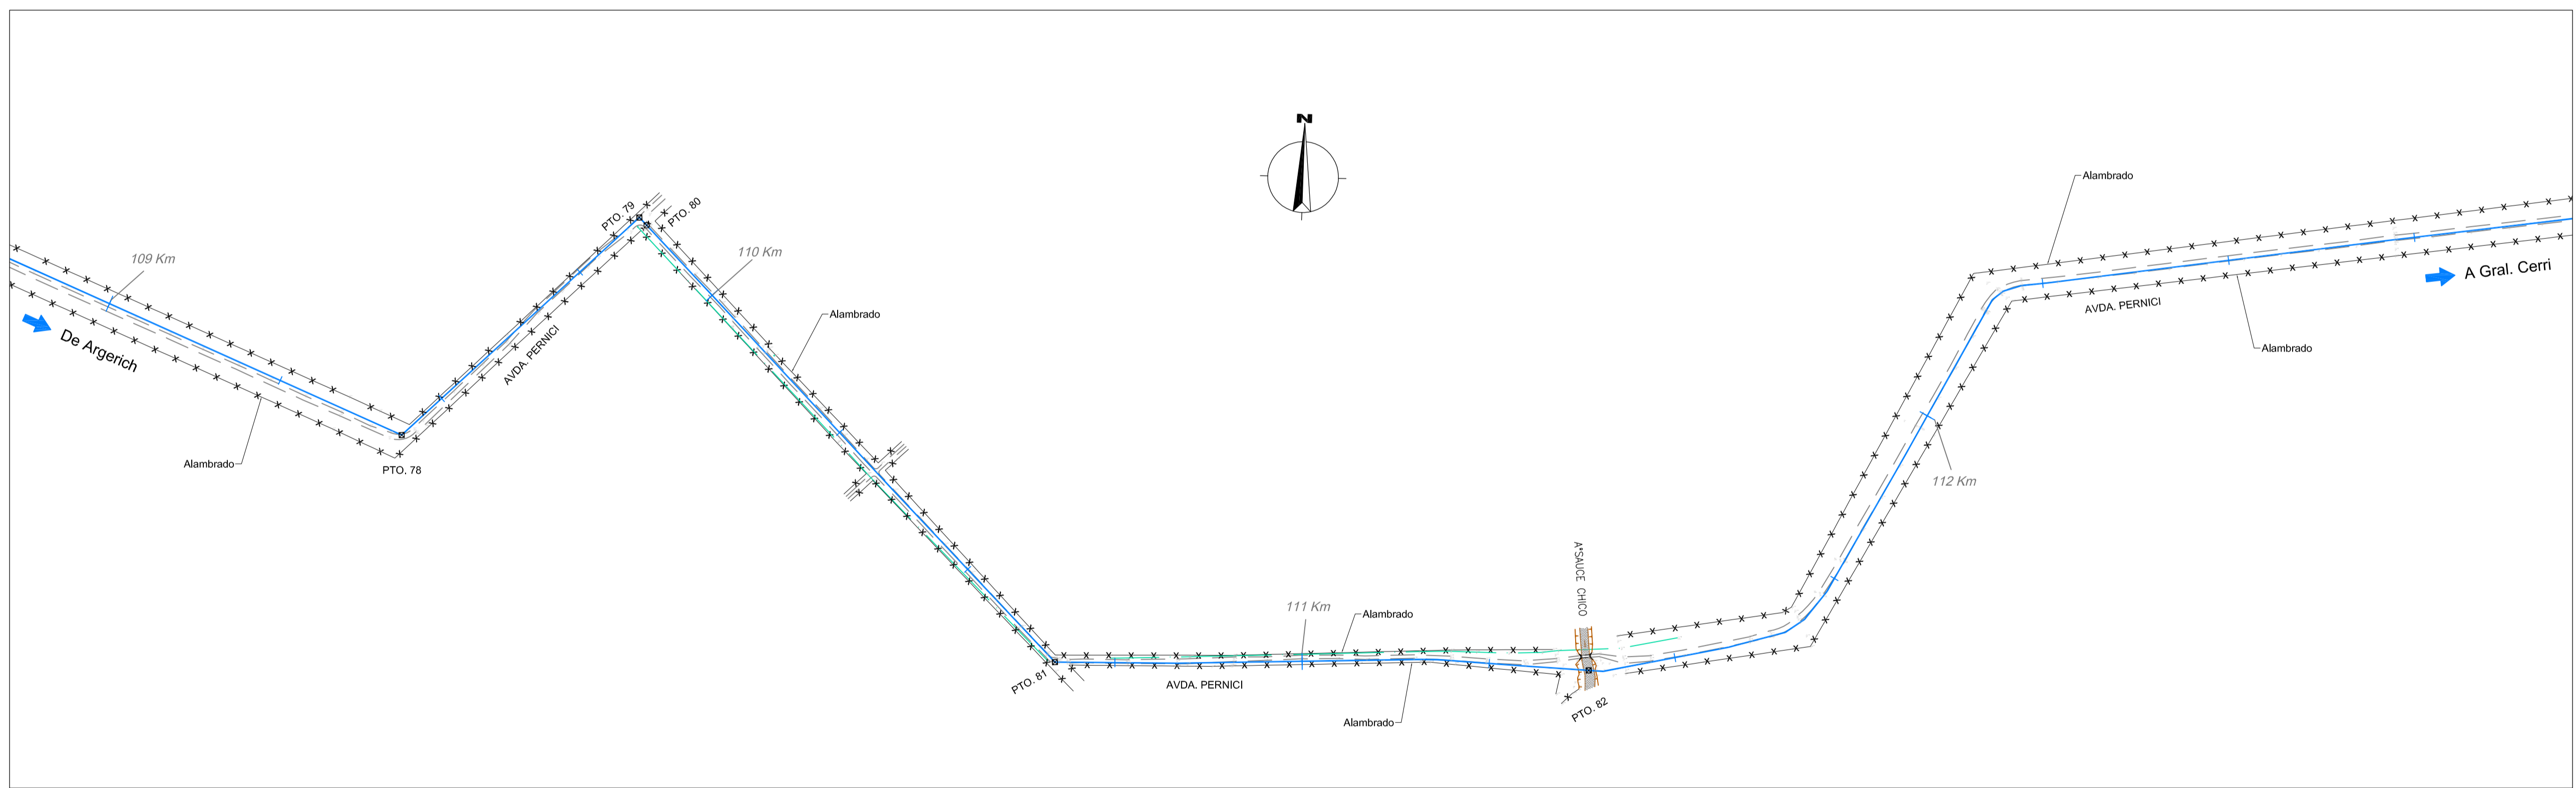 N
109 Km
De Argerich
Alambrado
PTO. 78
AVDA. PERNICI
PTO. 79
PTO. 80
110 Km
Alambrado
PTO. 81
AVDA. PERNICI
111 Km
Alambrado
Alambrado
A°SAUCE CHICO
PTO. 82
112 Km
Alambrado
AVDA. PERNICI
Alambrado
A Gral. Cerri